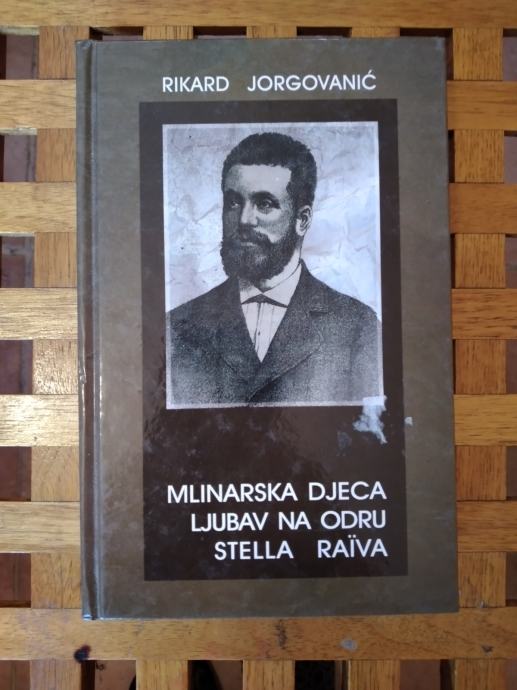 RIKARD JORGOVANIĆ
MLINARSKA DJECA
LJUBAV NA ODRU
STELLA RAÏVA